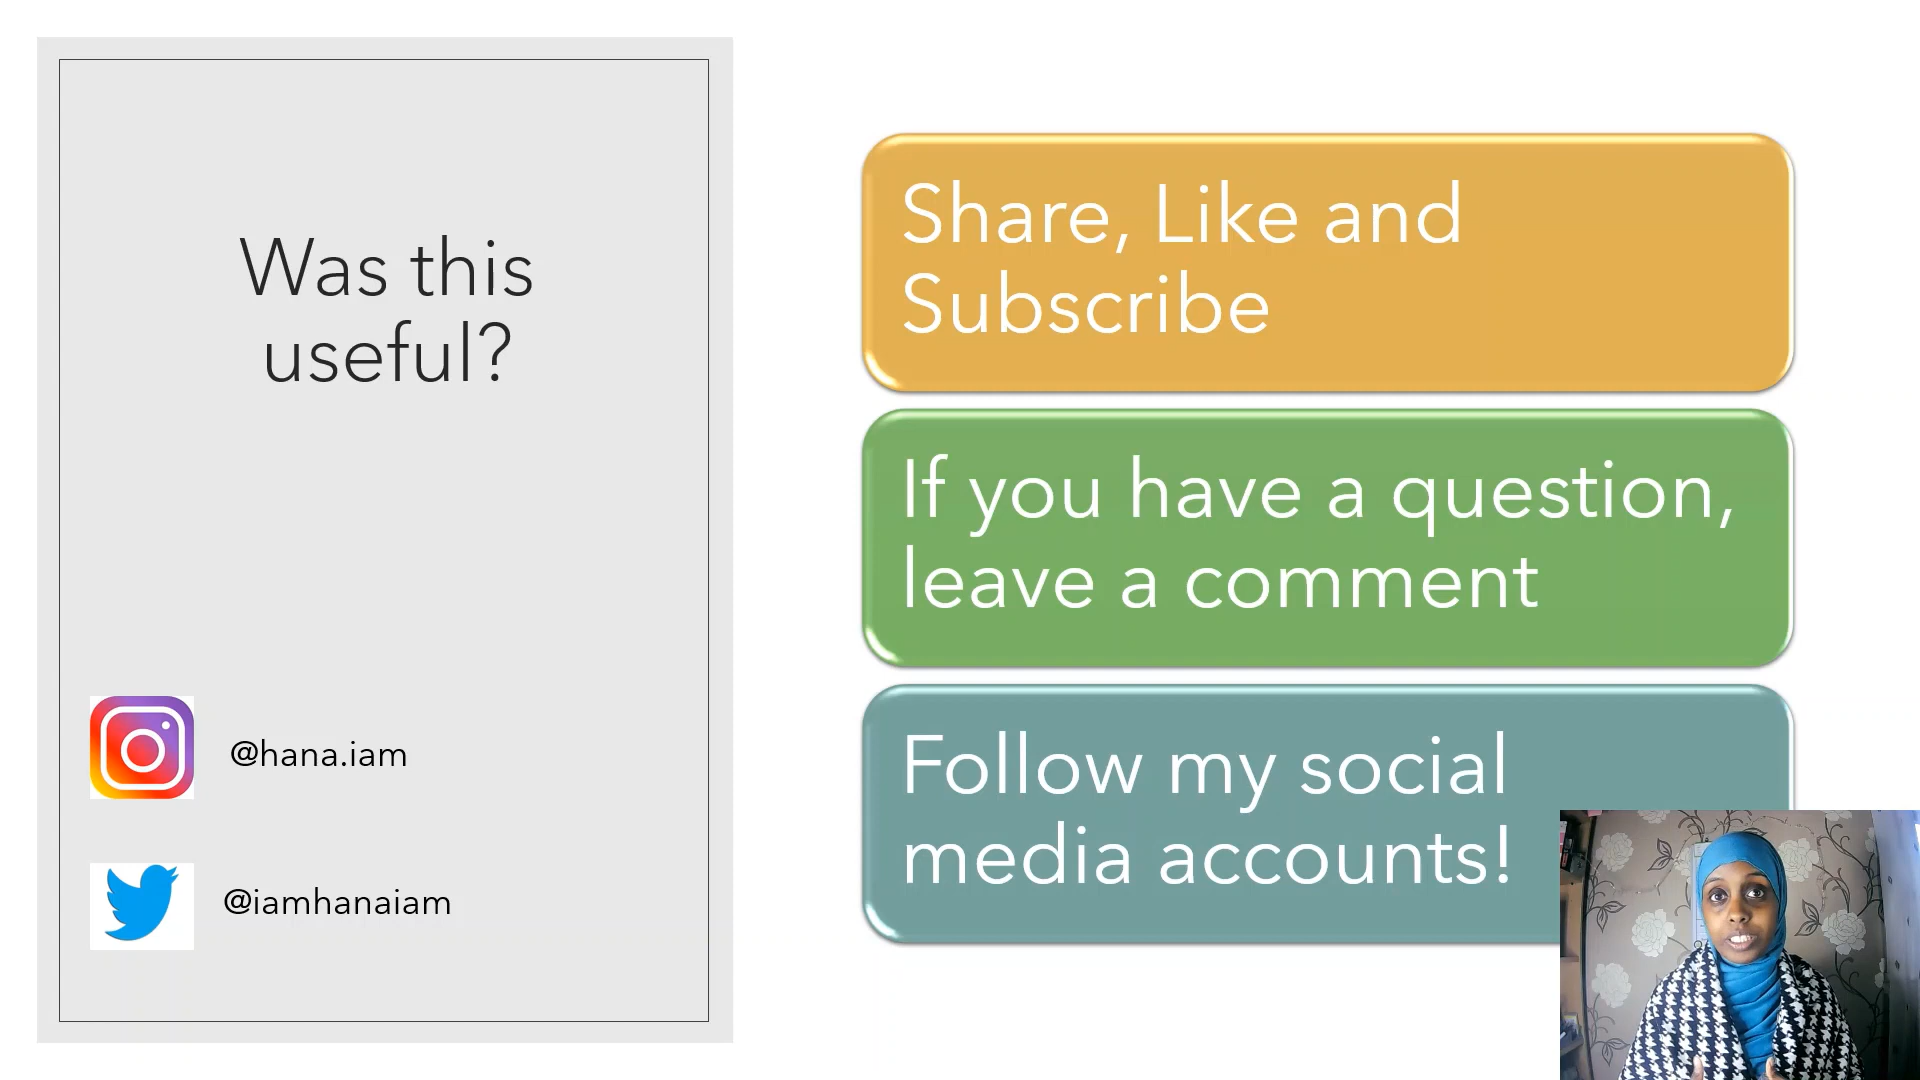 Was this
useful?
@hana.iam
@iamhanaiam
Share, Like and
Subscribe
If you have a question,
leave a comment
Follow my social
media accounts!